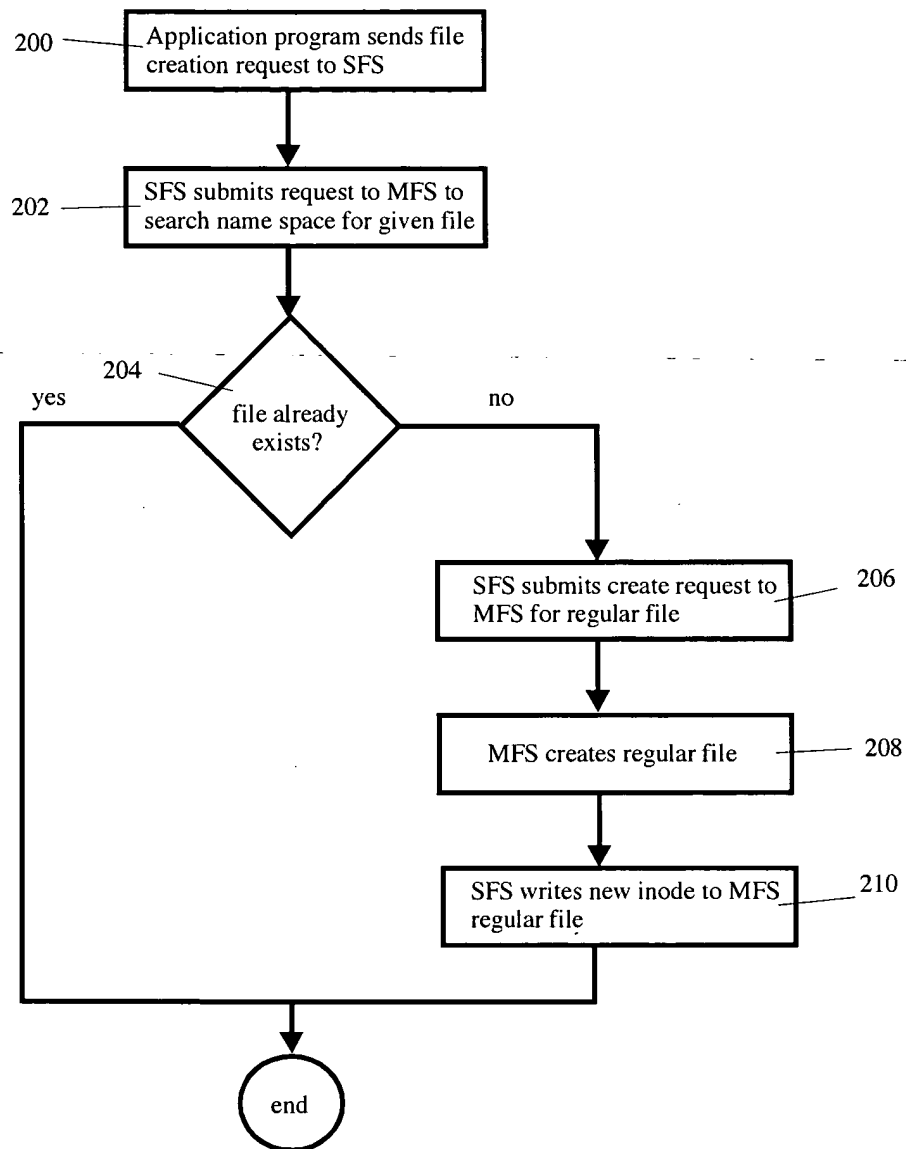 200
Application program sends file
creation request to SFS
202
SFS submits request to MFS to
search name space for given file
204
yes
no
file already
exists?
SFS submits create request to
MFS for regular file
206
MFS creates regular file
208
SFS writes new inode to MFS
regular file
210
end